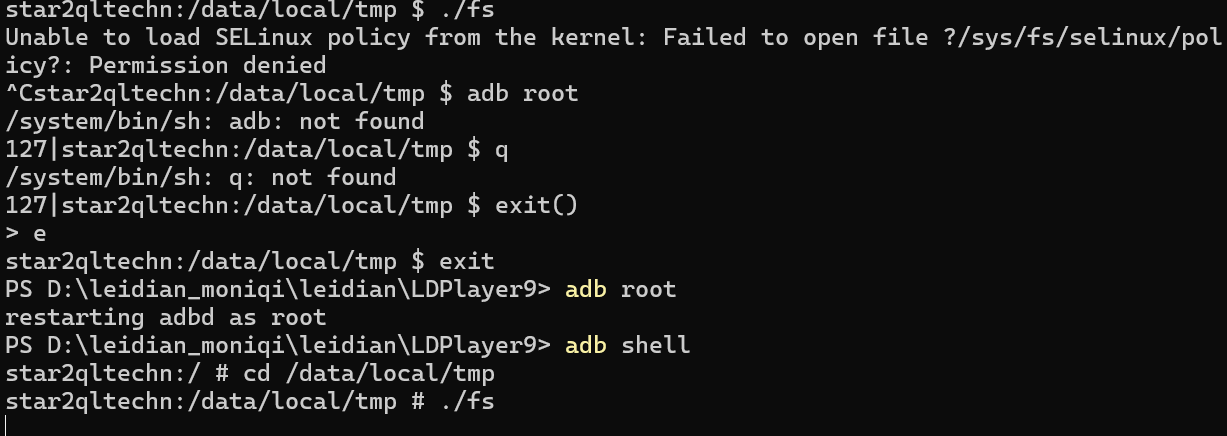 star2qltechn:/data/local/tmp $ ./fs
Unable to load SELinux policy from the kernel: Failed to open file ?/sys/fs/selinux/pol
icy?: Permission denied
^Cstar2qltechn:/data/local/tmp $ adb root
/system/bin/sh: adb: not found
127|star2qltechn:/data/local/tmp $ q
/system/bin/sh: q: not found
127|star2qltechn:/data/local/tmp $ exit()
> e
star2qltechn:/data/local/tmp $ exit
PS D:\leidian_moniqi\leidian\LDPlayer9> adb root
restarting adbd as root
PS D:\leidian_moniqi\leidian\LDPlayer9> adb shell
star2qltechn:/ # cd /data/local/tmp
star2qltechn:/data/local/tmp # ./fs